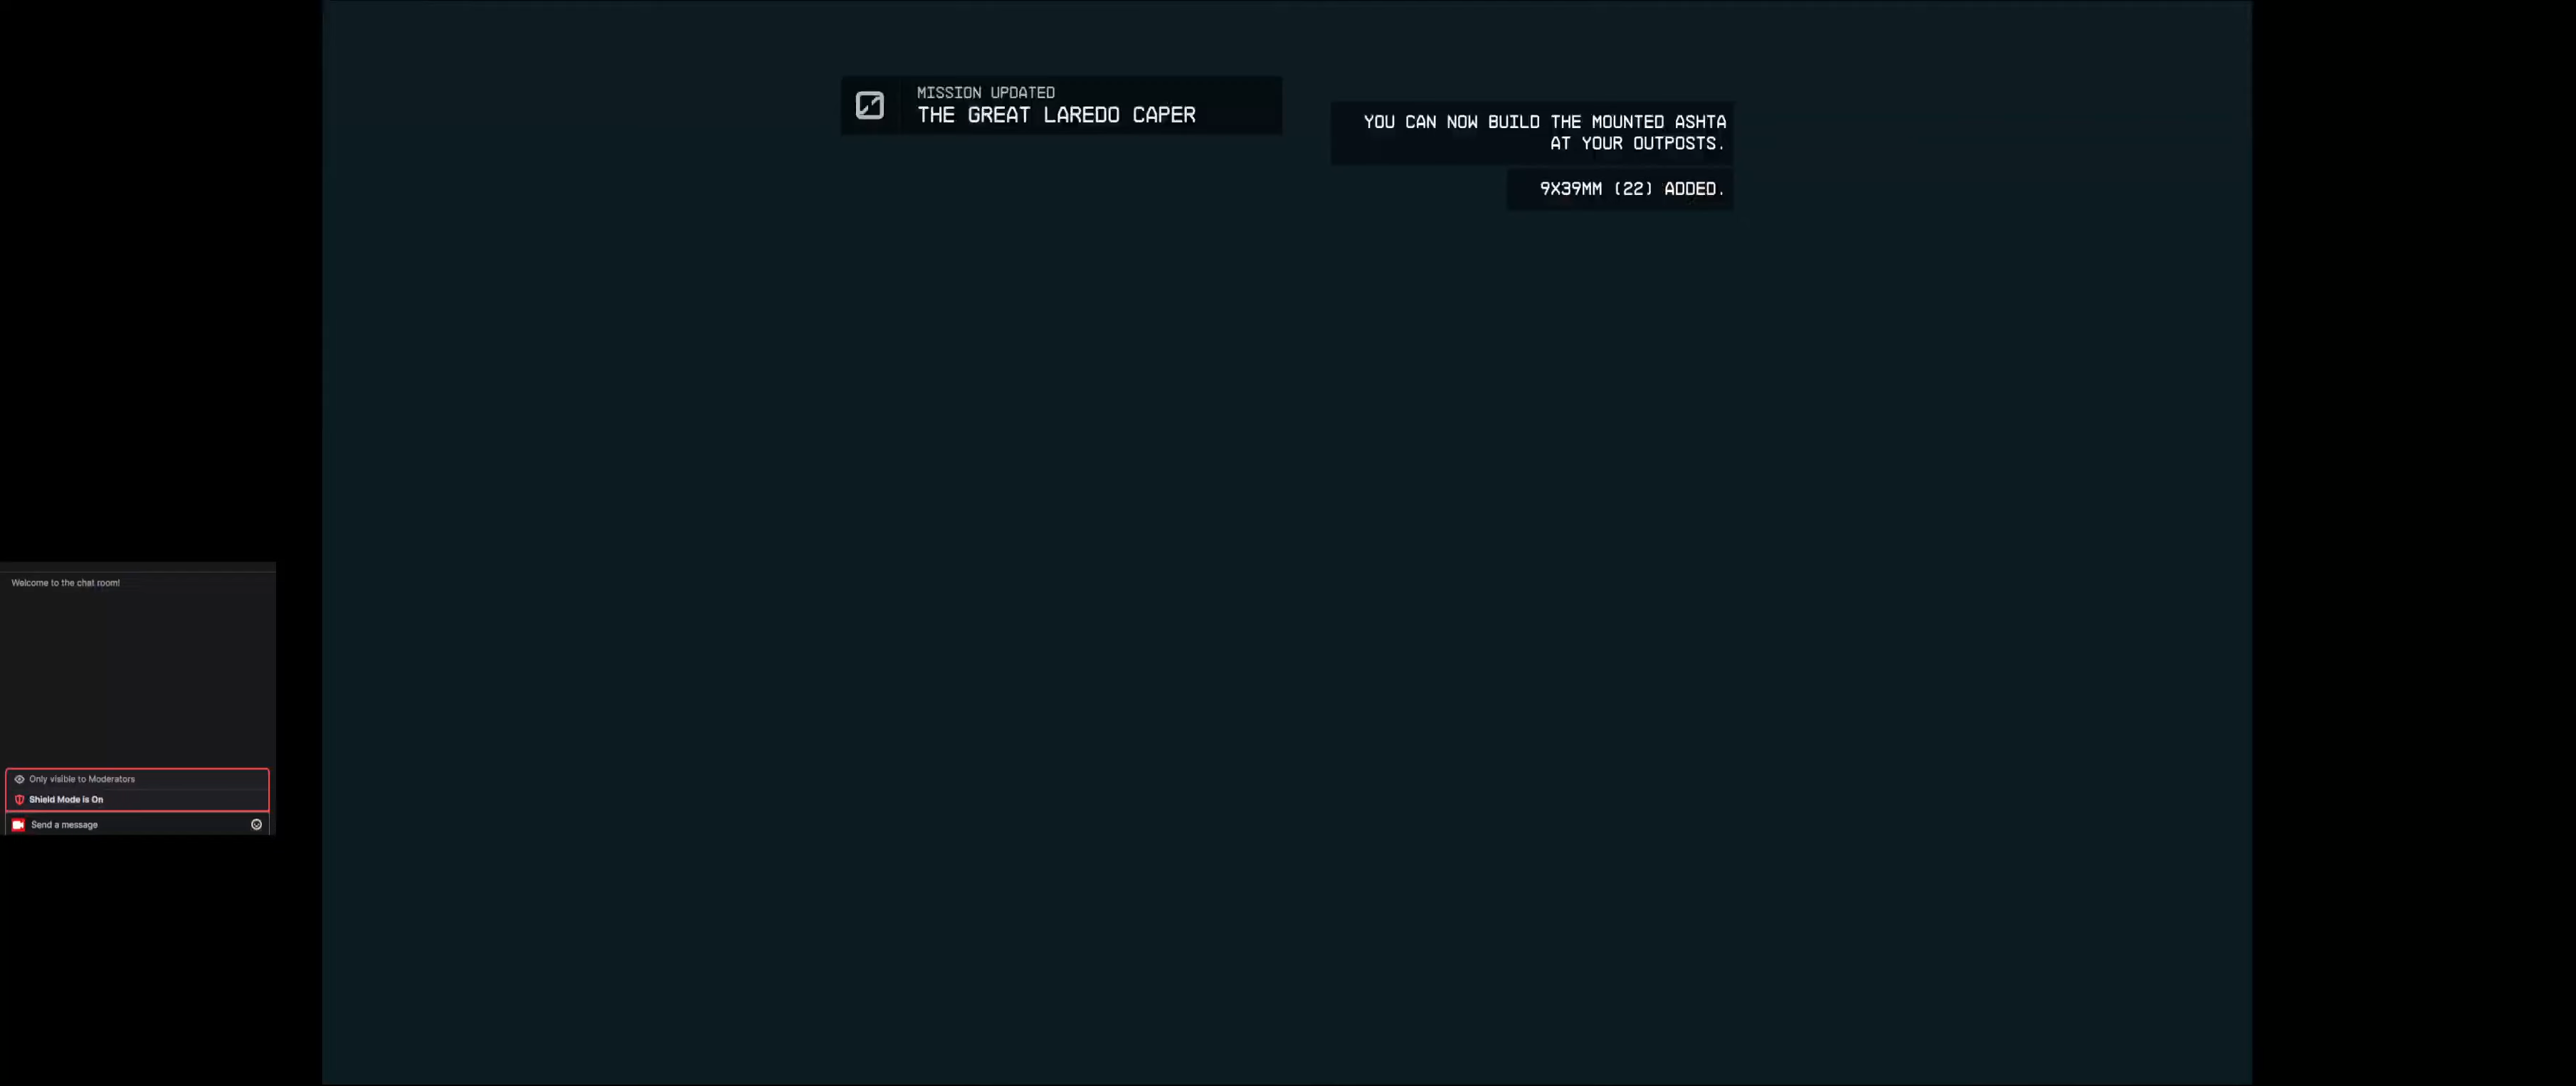 MISSION UPDATED
THE GREAT LAREDO CAPER
YOU CAN NOW BUILD THE MOUNTED ASHTA
AT YOUR OUTPOSTS.
9X39MM (22) ADDED.
Welcome to the chat room!
Only visible to Moderators
Shield Mode is On
Send a message